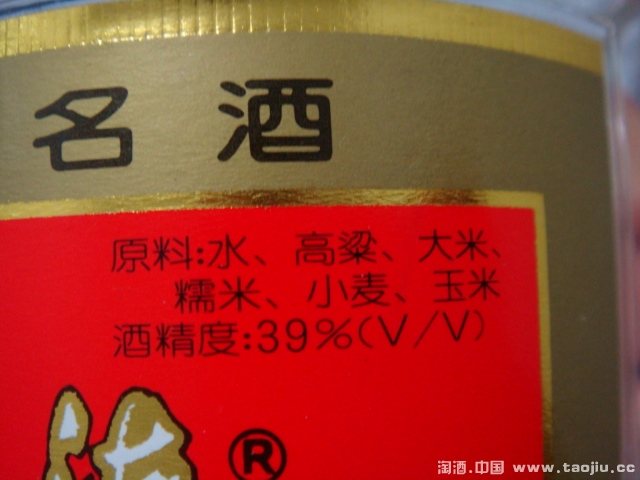 名酒
原料:水、高粱、大米、
糯米、小麦、玉米
酒精度:39%(V/V)
®
淘酒.中国 www.taojiu.cc